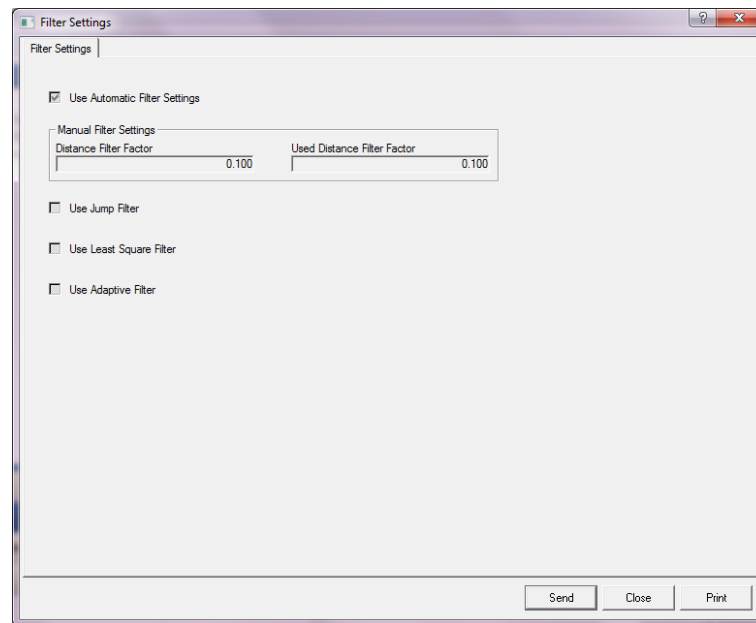 Filter Settings
Filter Settings
Use Automatic Filter Settings
Manual Filter Settings
Distance Filter Factor Used Distance Filter Factor
0.100 0.100
Use Jump Filter
Use Least Square Filter
Use Adaptive Filter
Send Close Print